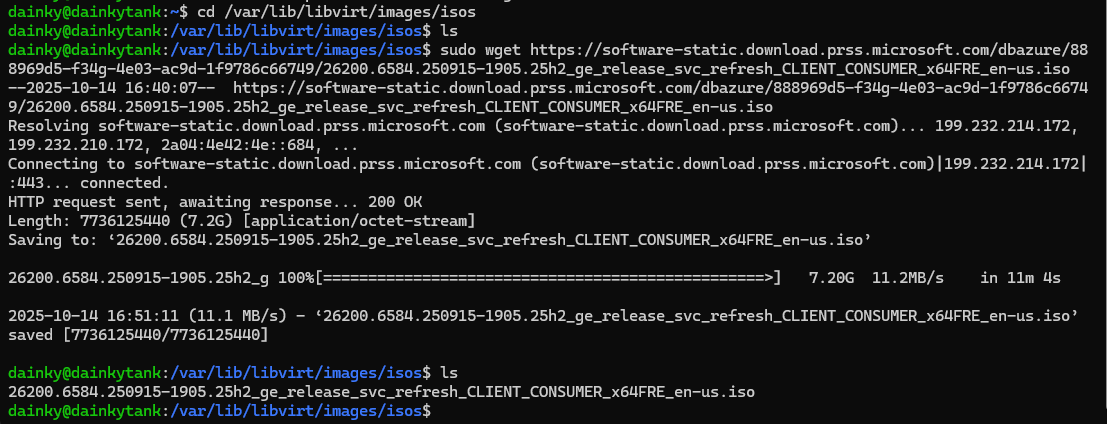 dainky@dainkytank:~$ cd /var/lib/libvirt/images/isos
dainky@dainkytank:/var/lib/libvirt/images/isos$ ls
dainky@dainkytank:/var/lib/libvirt/images/isos$ sudo wget https://software-static.download.prss.microsoft.com/dbazure/88
8969d5-f34g-4e03-ac9d-1f9786c66749/26200.6584.250915-1905.25h2_ge_release_svc_refresh_CLIENT_CONSUMER_x64FRE_en-us.iso
--2025-10-14 16:40:07--  https://software-static.download.prss.microsoft.com/dbazure/888969d5-f34g-4e03-ac9d-1f9786c6674
9/26200.6584.250915-1905.25h2_ge_release_svc_refresh_CLIENT_CONSUMER_x64FRE_en-us.iso
Resolving software-static.download.prss.microsoft.com (software-static.download.prss.microsoft.com)... 199.232.214.172,
199.232.210.172, 2a04:4e42:4e::684, ...
Connecting to software-static.download.prss.microsoft.com (software-static.download.prss.microsoft.com)|199.232.214.172|
:443... connected.
HTTP request sent, awaiting response... 200 OK
Length: 7736125440 (7.2G) [application/octet-stream]
Saving to: ‘26200.6584.250915-1905.25h2_ge_release_svc_refresh_CLIENT_CONSUMER_x64FRE_en-us.iso’

26200.6584.250915-1905.25h2_g 100%[=================================================>]   7.20G  11.2MB/s    in 11m 4s

2025-10-14 16:51:11 (11.1 MB/s) - ‘26200.6584.250915-1905.25h2_ge_release_svc_refresh_CLIENT_CONSUMER_x64FRE_en-us.iso’
saved [7736125440/7736125440]

dainky@dainkytank:/var/lib/libvirt/images/isos$ ls
26200.6584.250915-1905.25h2_ge_release_svc_refresh_CLIENT_CONSUMER_x64FRE_en-us.iso
dainky@dainkytank:/var/lib/libvirt/images/isos$